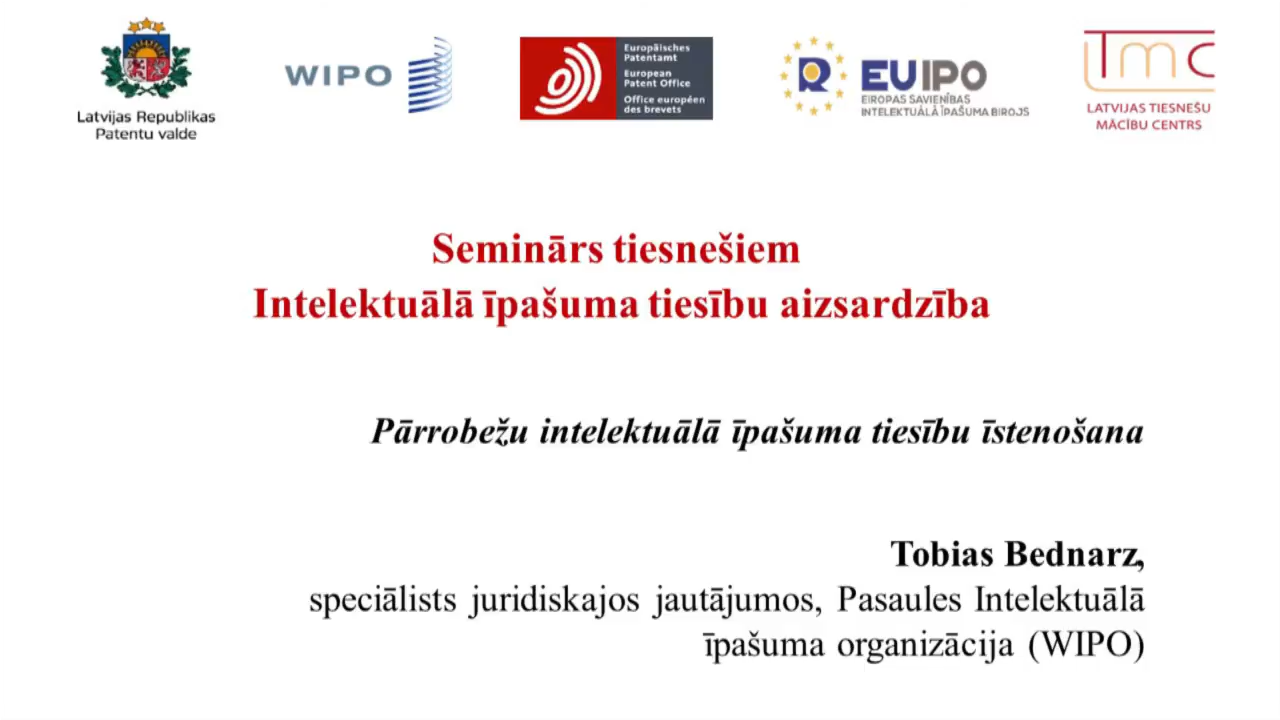 Latvijas Republikas
Patentu valde
WIPO
Europäisches
Patentamt
European
Patent Office
Office européen
des brevets
EUIPO
EIROPAS SAVIENĪBAS
INTELEKTUĀLĀ ĪPAŠUMA BIROJS
TMC
LATVIJAS TIESNEŠU
MĀCĪBU CENTRS
Seminārs tiesnešiem
Intelektuālā īpašuma tiesību aizsardzība
Pārrobežu intelektuālā īpašuma tiesību īstenošana
Tobias Bednarz,
speciālists juridiskajos jautājumos, Pasaules Intelektuālā
īpašuma organizācija (WIPO)